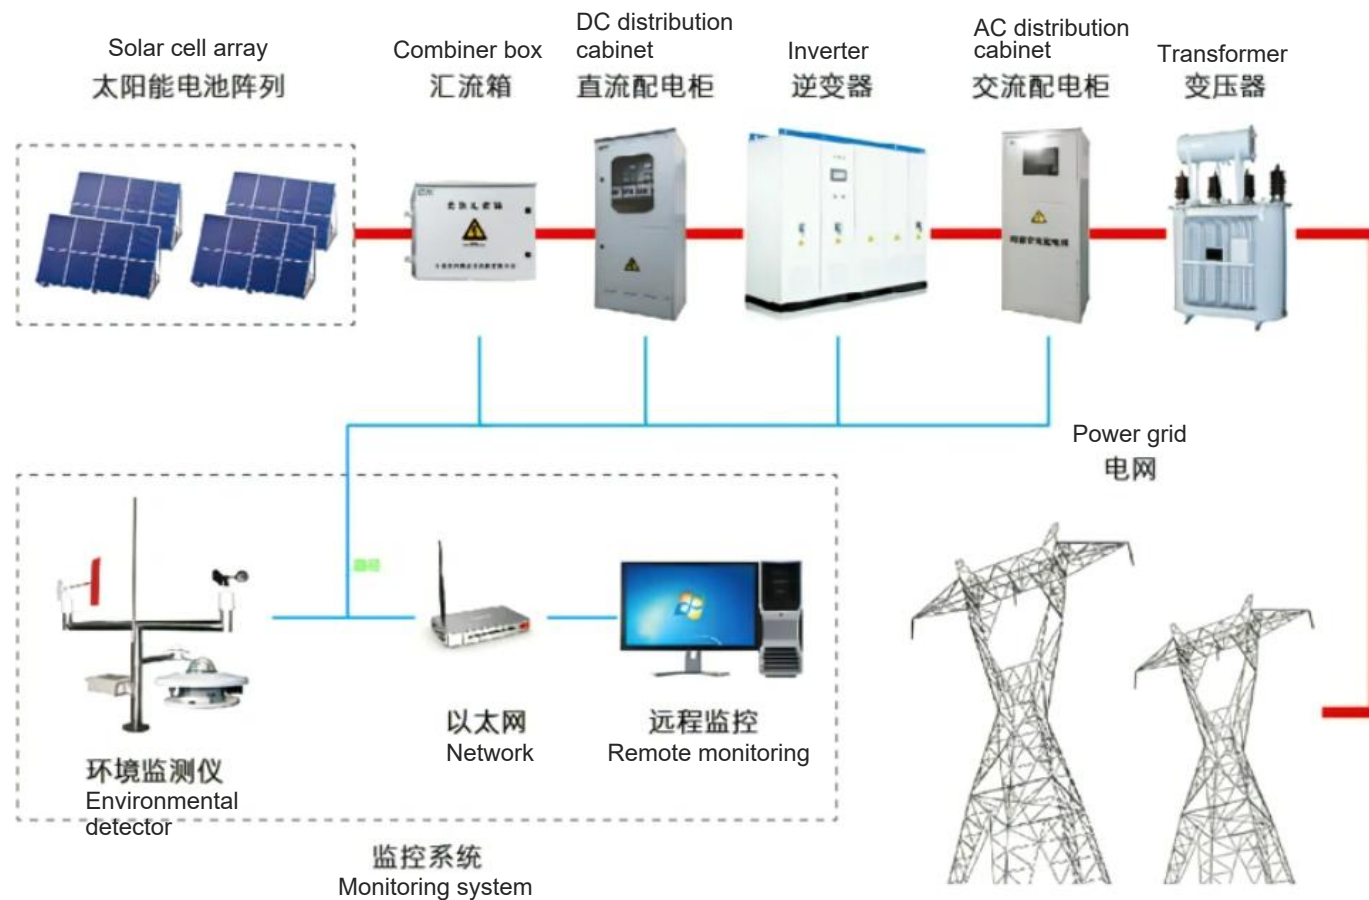 Solar cell array
太阳能电池阵列
Combiner box
汇流箱
DC distribution
cabinet
直流配电柜
Inverter
逆变器
AC distribution
cabinet
交流配电柜
Transformer
变压器
Power grid
电网
环境监测仪
Environmental
detector
以太网
Network
远程监控
Remote monitoring
监控系统
Monitoring system